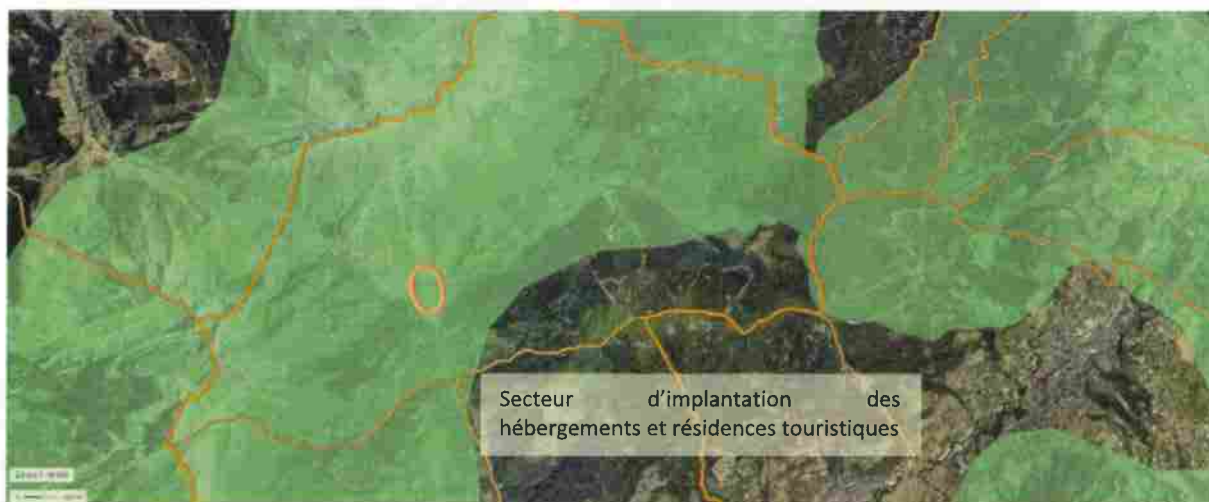 Secteur d'implantation des
hébergements et résidences touristiques